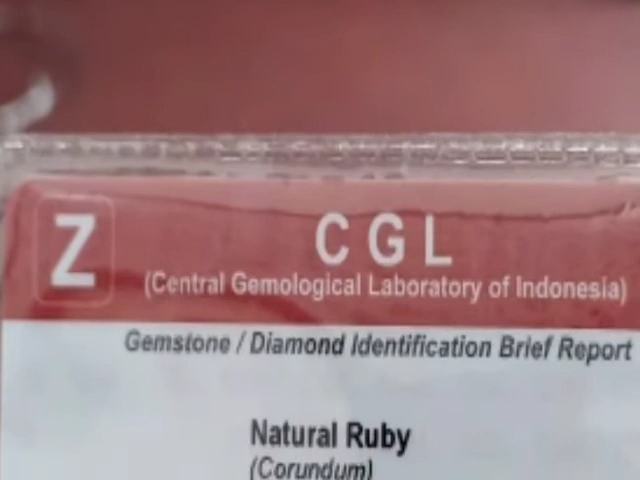 Z
C G L
(Central Gemological Laboratory of Indonesia)
Gemstone / Diamond Identification Brief Report
Natural Ruby
(Corundum)